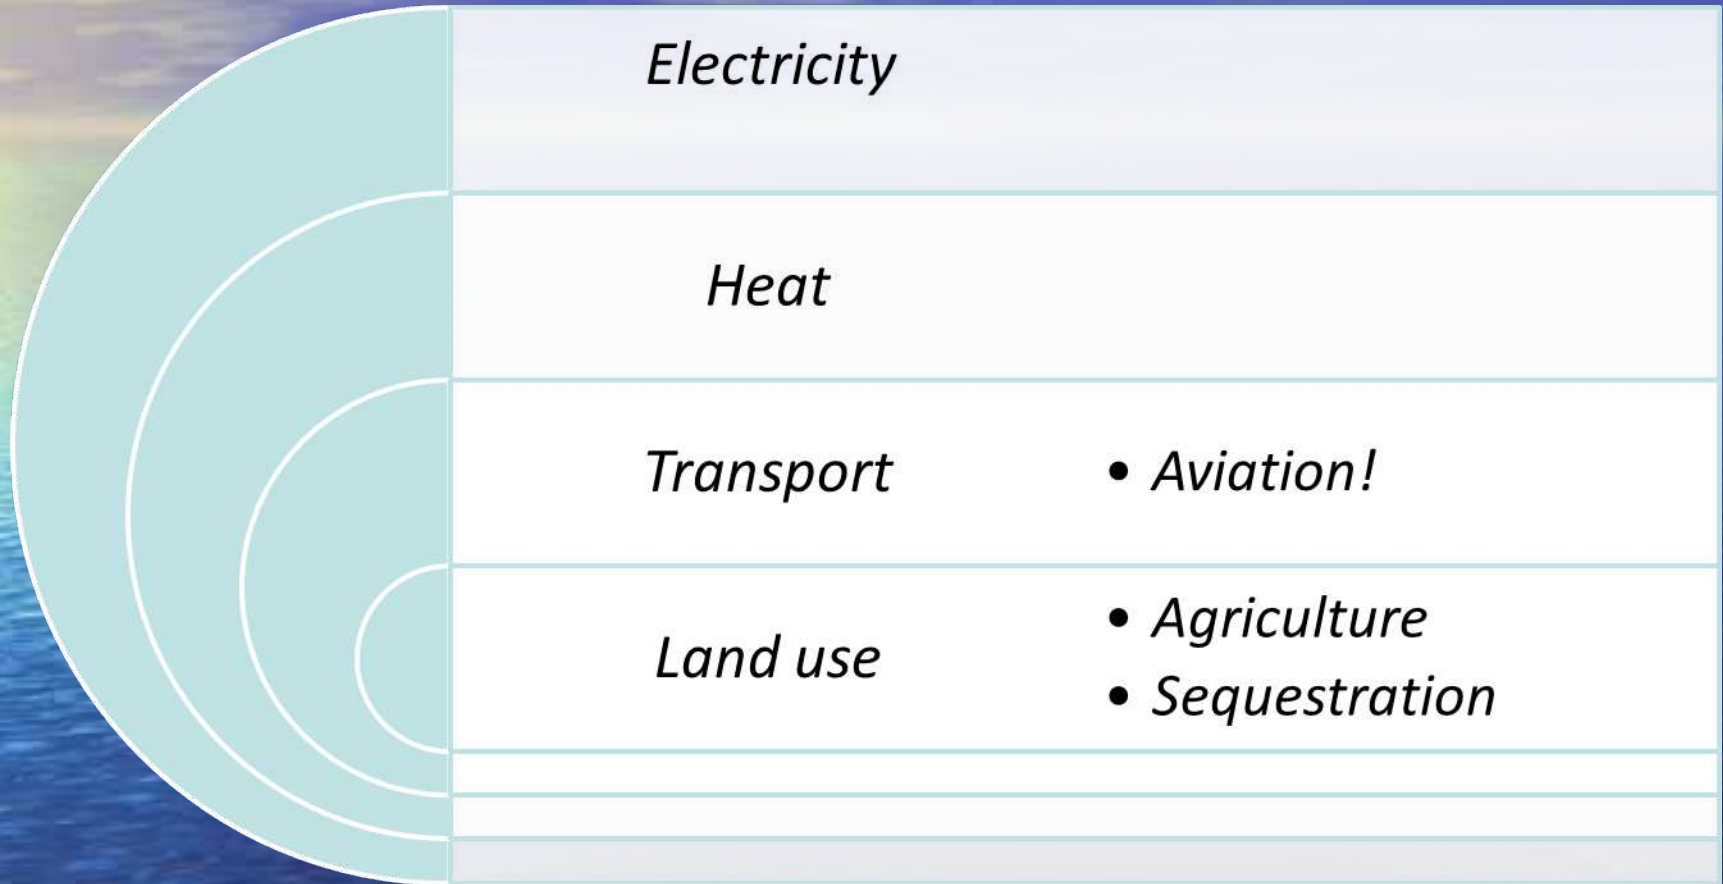 Electricity
Heat
Transport
• Aviation!
Land use
• Agriculture
• Sequestration